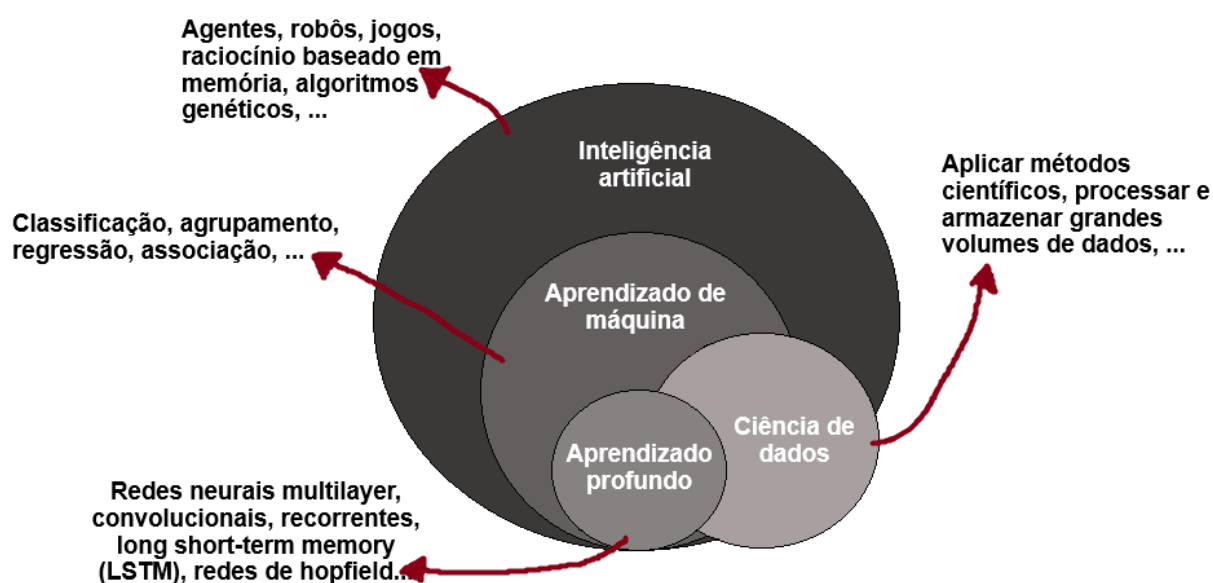 Agentes, robôs, jogos,
raciocínio baseado em
memória, algoritmos
genéticos, ...
Inteligência
artificial
Aplicar métodos
científicos, processar e
armazenar grandes
volumes de dados, ...
Classificação, agrupamento,
regressão, associação, ...
Aprendizado de
máquina
Ciência de
dados
Aprendizado
profundo
Redes neurais multilayer,
convolucionais, recorrentes,
long short-term memory
(LSTM), redes de hopfield...